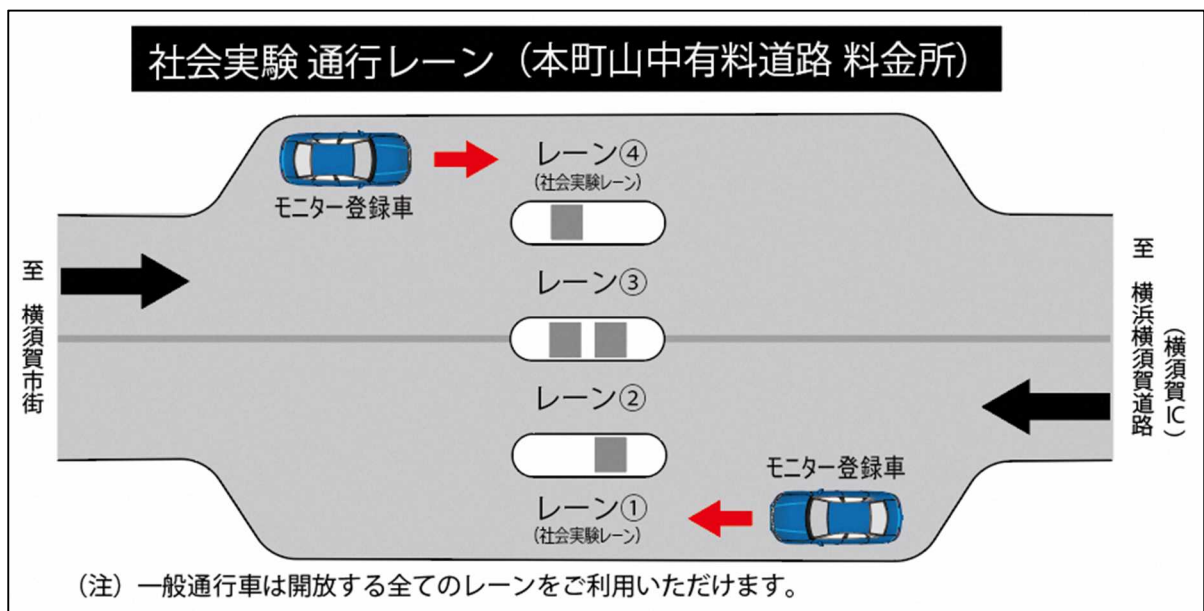 社会実験 通行レーン（本町山中有料道路 料金所）
レーン④
（社会実験レーン）
モニター登録車
レーン③
至 横須賀市街
至 横浜横須賀道路
（横須賀IC）
レーン②
モニター登録車
レーン①
（社会実験レーン）
（注）一般通行車は開放する全てのレーンをご利用いただけます。